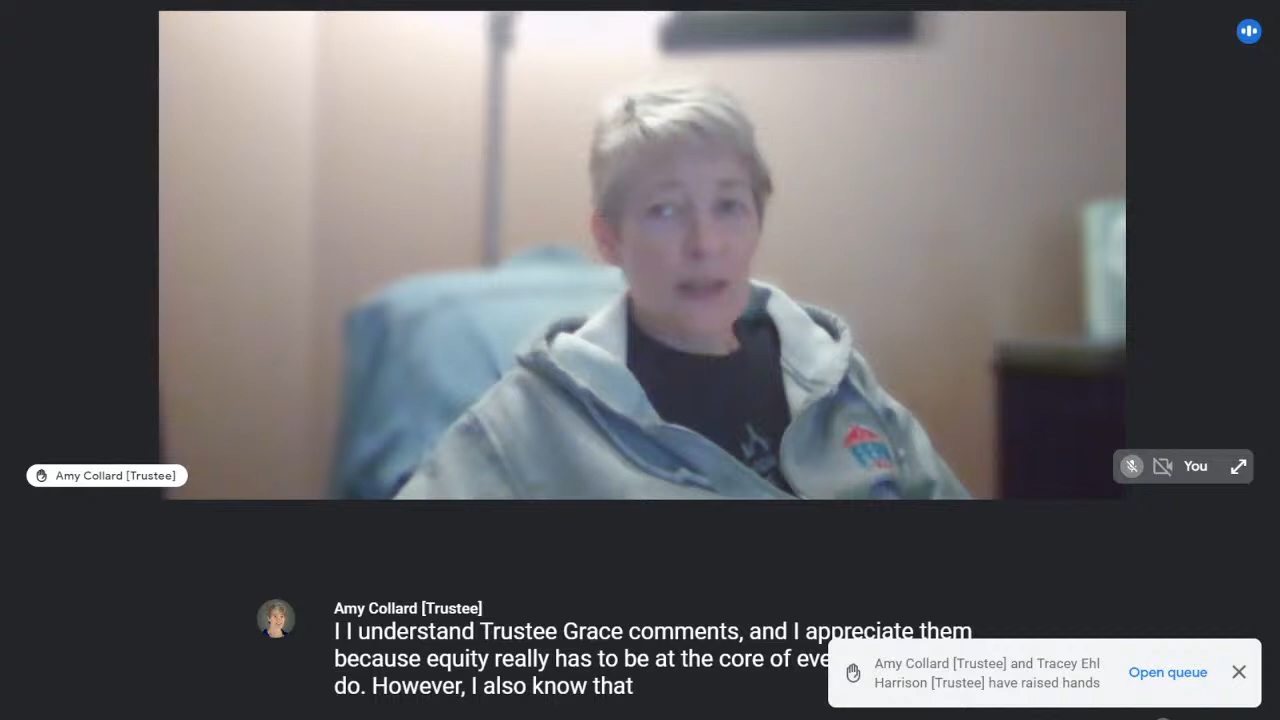 Amy Collard [Trustee]
You
Amy Collard [Trustee]
I I understand Trustee Grace comments, and I appreciate them
because equity really has to be at the core of eve
do. However, I also know that
Amy Collard [Trustee] and Tracey Ehl
Harrison [Trustee] have raised hands
Open queue